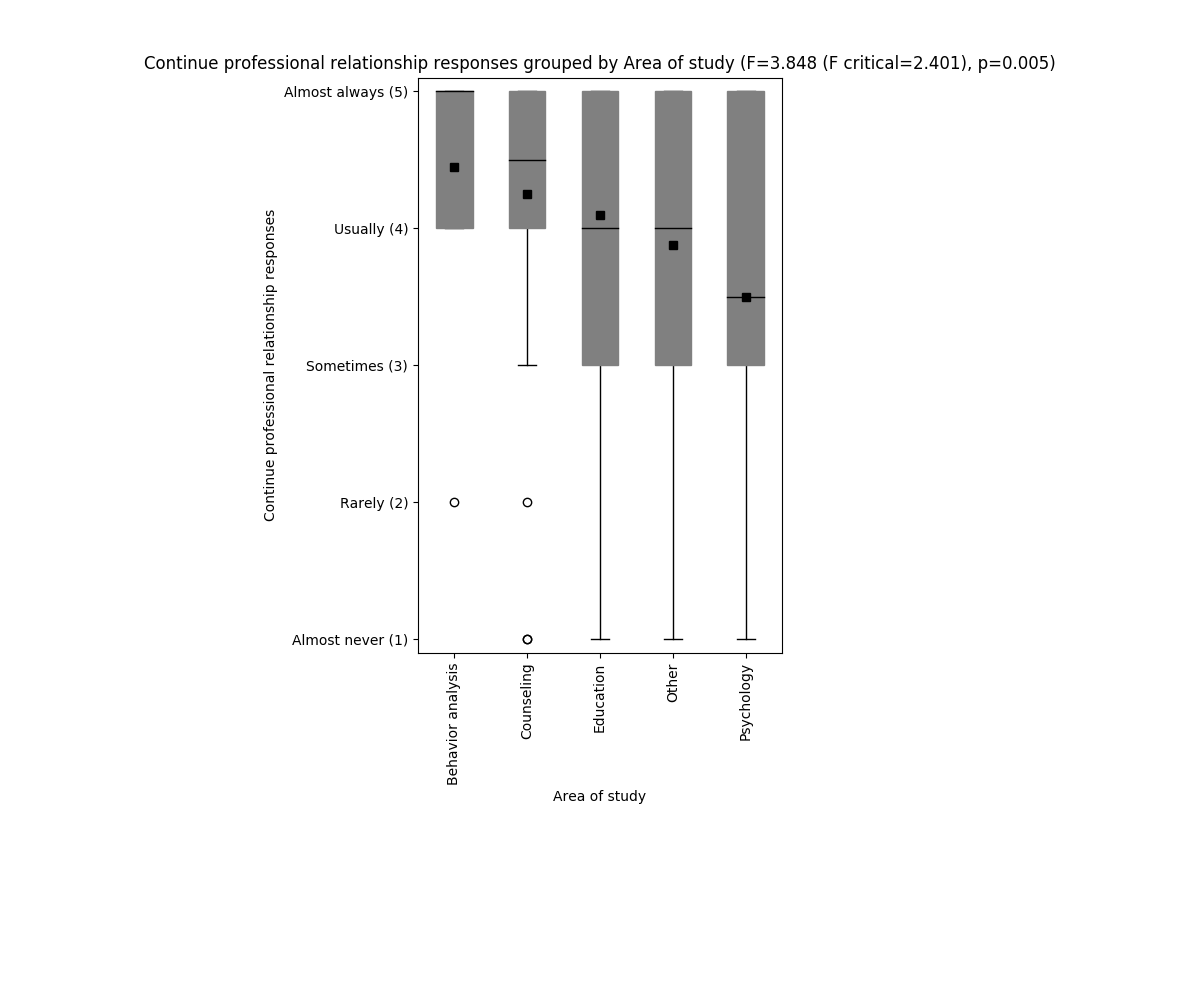 Continue professional relationship responses grouped by Area of study (F=3.848 (F critical=2.401), p=0.005)
Continue professional relationship responses
Almost always (5)
Usually (4)
Sometimes (3)
Rarely (2)
Almost never (1)
Behavior analysis
Counseling
Education
Other
Psychology
Area of study